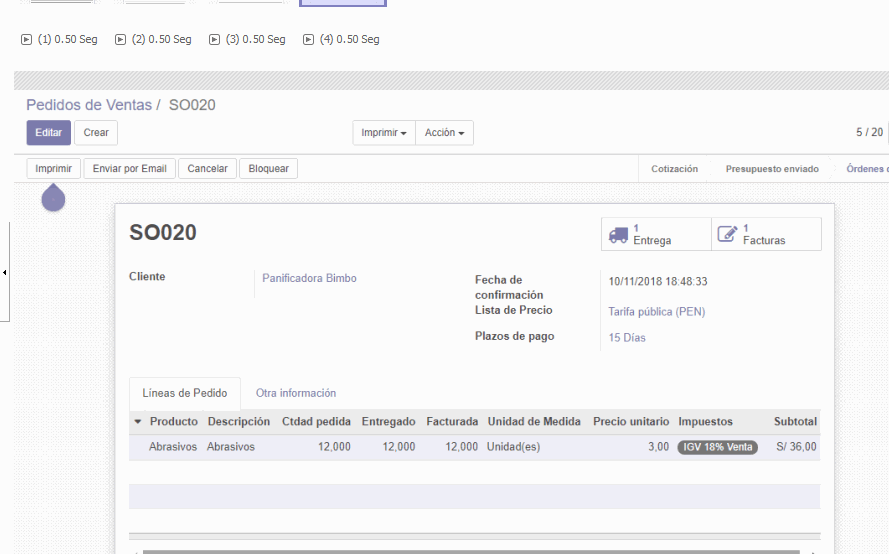 (1) 0.50 Seg (2) 0.50 Seg (3) 0.50 Seg (4) 0.50 Seg
Pedidos de Ventas / SO020
Editar Crear Imprimir Acción 5 / 20
Imprimir Enviar por Email Cancelar Bloquear Cotización Presupuesto enviado Órdenes
SO020
1 Entrega
1 Facturas
Cliente Panificadora Bimbo
Fecha de confirmación 10/11/2018 18:48:33
Lista de Precio Tarifa pública (PEN)
Plazos de pago 15 Días
Líneas de Pedido Otra información
Producto Descripción Ctdad pedida Entregado Facturada Unidad de Medida Precio unitario Impuestos Subtotal
Abrasivos Abrasivos 12,000 12,000 12,000 Unidad(es) 3,00 IGV 18% Venta S/ 36,00